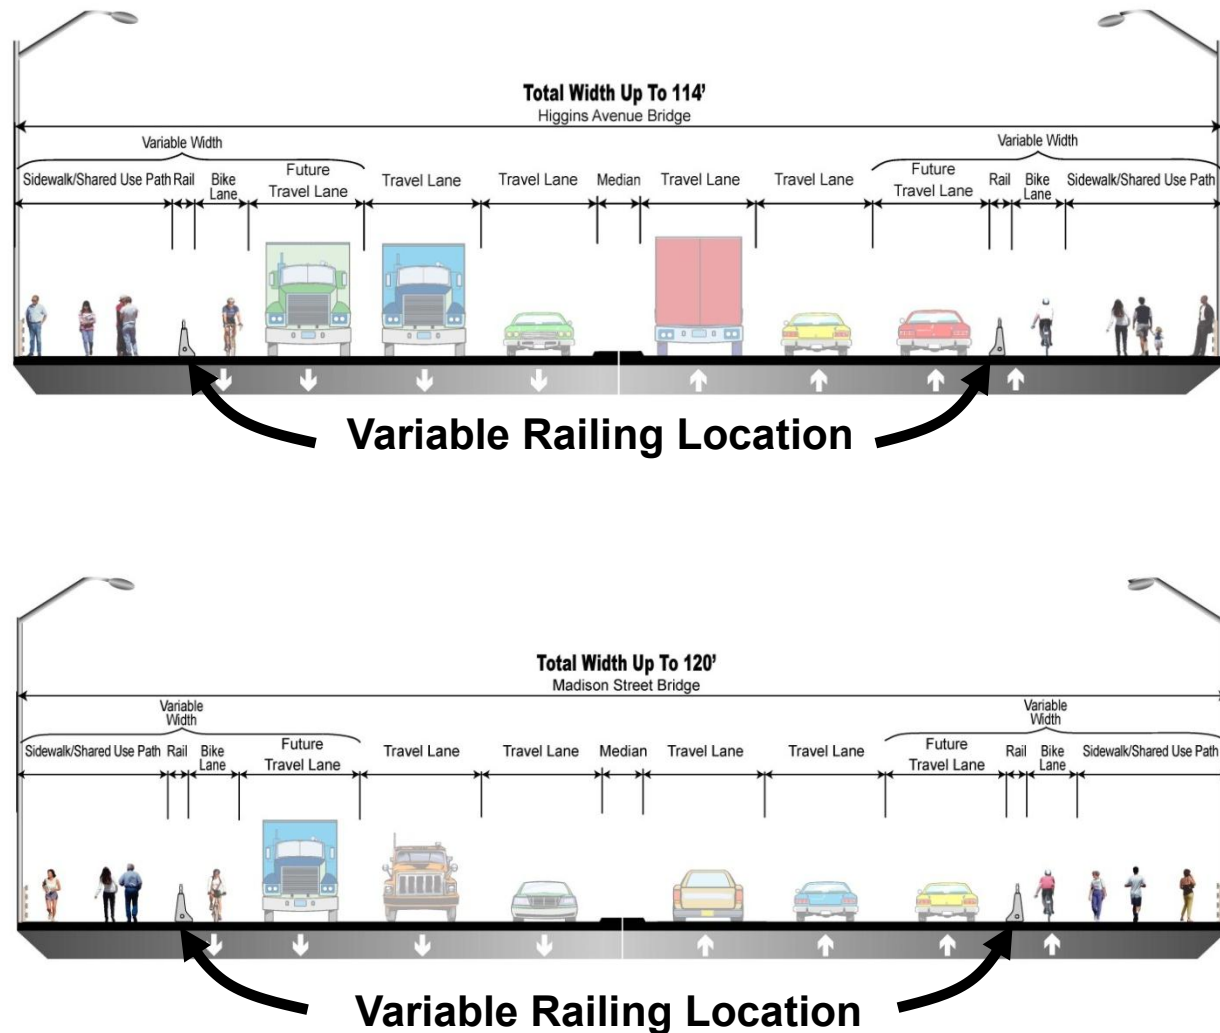 Total Width Up To 114'
Higgins Avenue Bridge
Variable Width
Variable Width
Sidewalk/Shared Use Path
Rail
Bike
Lane
Future
Travel Lane
Travel Lane
Travel Lane
Median
Travel Lane
Travel Lane
Future
Travel Lane
Rail
Bike
Lane
Sidewalk/Shared Use Path
Variable Railing Location
Total Width Up To 120'
Madison Street Bridge
Variable
Width
Variable
Width
Sidewalk/Shared Use Path
Rail
Bike
Lane
Future
Travel Lane
Travel Lane
Travel Lane
Median
Travel Lane
Travel Lane
Future
Travel Lane
Rail
Bike
Lane
Sidewalk/Shared Use Path
Variable Railing Location